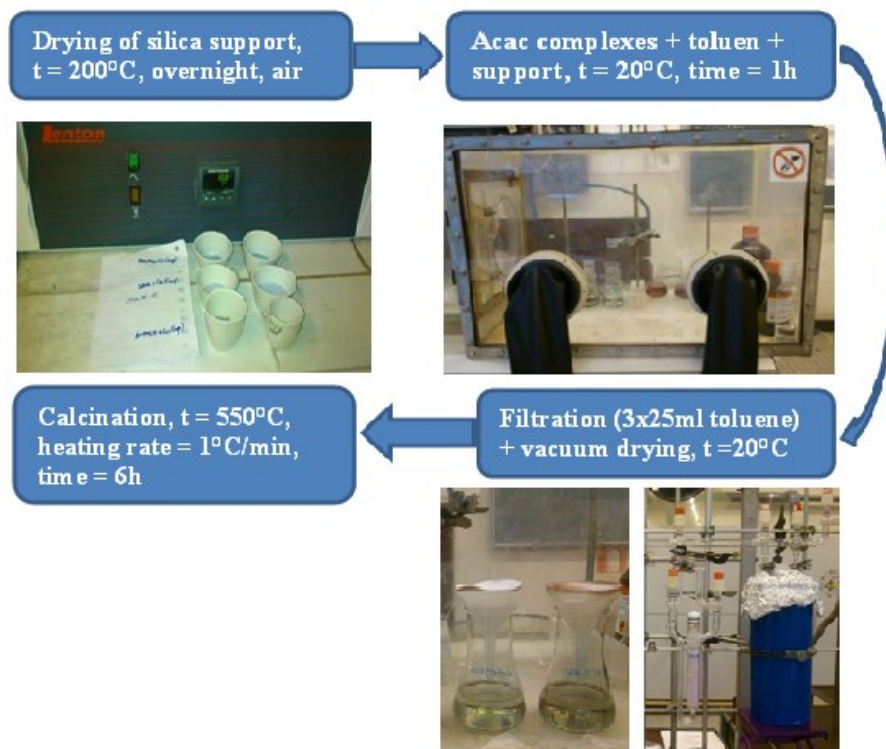 Drying of silica support,
t = 200°C, overnight, air
Acac complexes + toluen +
support, t = 20°C, time = 1h
Lenton
Filtration (3x25ml toluene)
+ vacuum drying, t =20°C
Calcination, t = 550°C,
heating rate = 1°C/min,
time = 6h